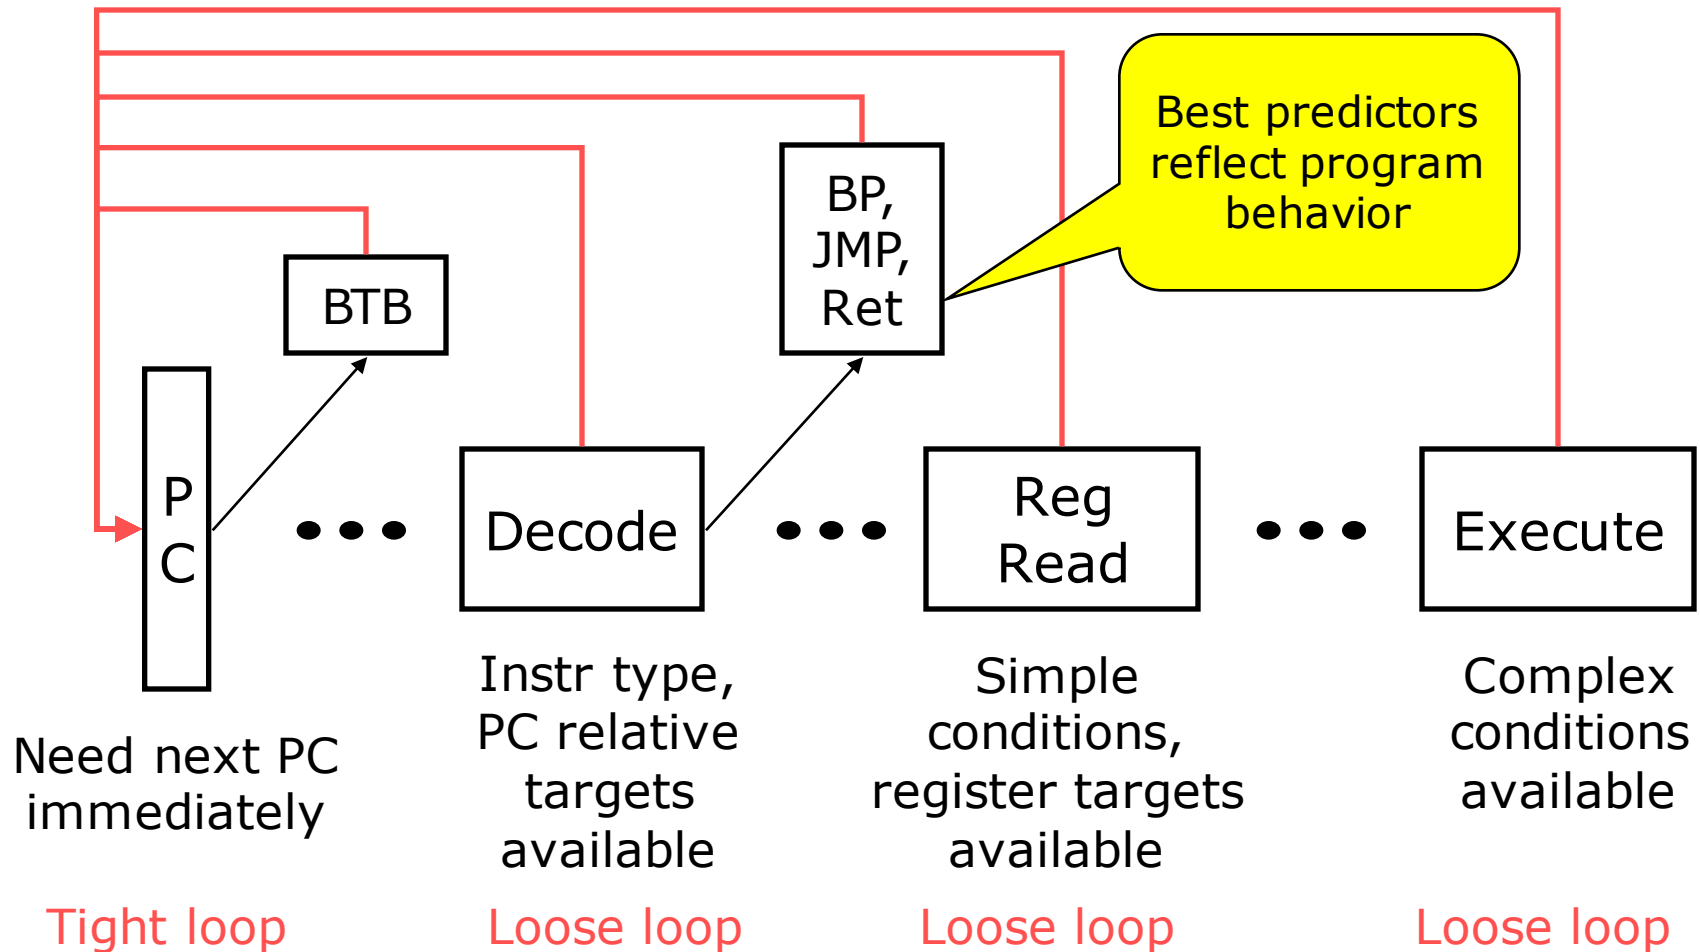 Best predictors
reflect program
behavior
BP,
JMP,
Ret
BTB
P
C
Decode
Reg
Read
Execute
Need next PC
immediately
Instr type,
PC relative
targets
available
Simple
conditions,
register targets
available
Complex
conditions
available
Tight loop
Loose loop
Loose loop
Loose loop